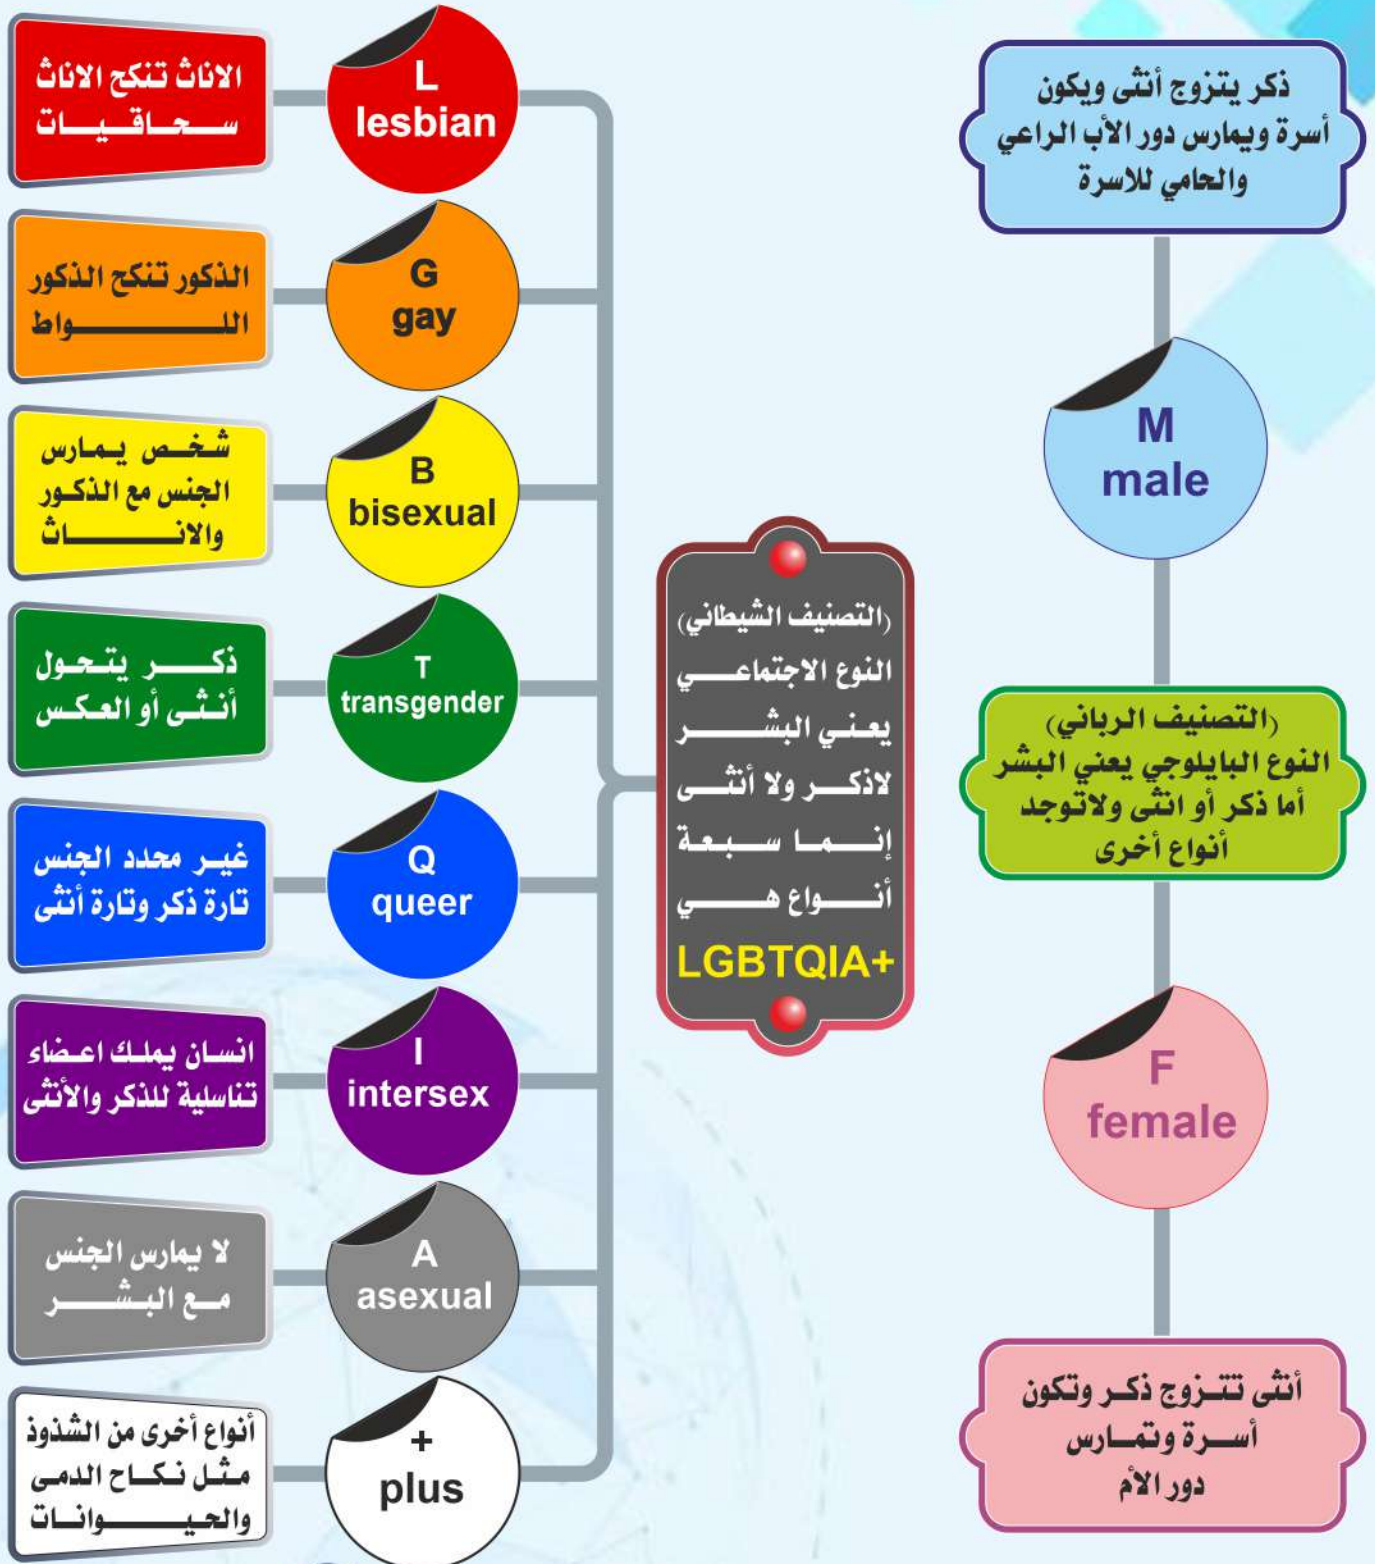 ذكر يتزوج أنثى ويكون
أسرة ويمارس دور الأب الراعي
والحامي للاسرة
M
male
(التصنيف الرباني)
النوع البايلوجي يعني البشر
أما ذكر أو انثى ولاتوجد
أنواع أخرى
F
female
أنثى تتزوج ذكر وتكون
أسرة وتمارس
دور الأم
(التصنيف الشيطاني)
النوع الاجتماعي
يعني البشر
لاذكر ولا أنثى
إنما سبعة
أنواع هي
LGBTQIA+
L
lesbian
الاناث تنكح الاناث
سحاقيات
G
gay
الذكور تنكح الذكور
اللواط
B
bisexual
شخص يمارس
الجنس مع الذكور
والاناث
T
transgender
ذكر يتحول
أنثى أو العكس
Q
queer
غير محدد الجنس
تارة ذكر وتارة أنثى
I
intersex
انسان يملك اعضاء
تناسلية للذكر والأنثى
A
asexual
لا يمارس الجنس
مع البشر
+
plus
أنواع أخرى من الشذوذ
مثل نكاح الدمى
والحيوانات